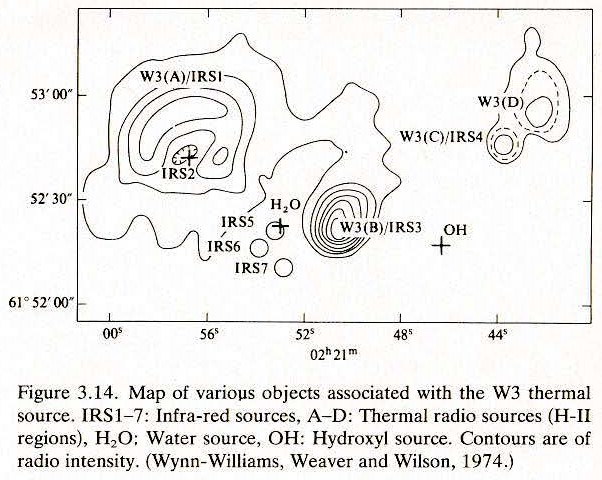 W3(A)/IRS1
53′ 00″
W3(D)
W3(C)/IRS4
IRS2
52′ 30″
H₂O
IRS5
W3(B)/IRS3
OH
IRS6
IRS7
61° 52′ 00″
00ˢ 56ˢ 52ˢ 48ˢ 44ˢ
02ʰ 21ᵐ
Figure 3.14. Map of various objects associated with the W3 thermal
source. IRS1–7: Infra-red sources, A–D: Thermal radio sources (H-II
regions), H₂O: Water source, OH: Hydroxyl source. Contours are of
radio intensity. (Wynn-Williams, Weaver and Wilson, 1974.)